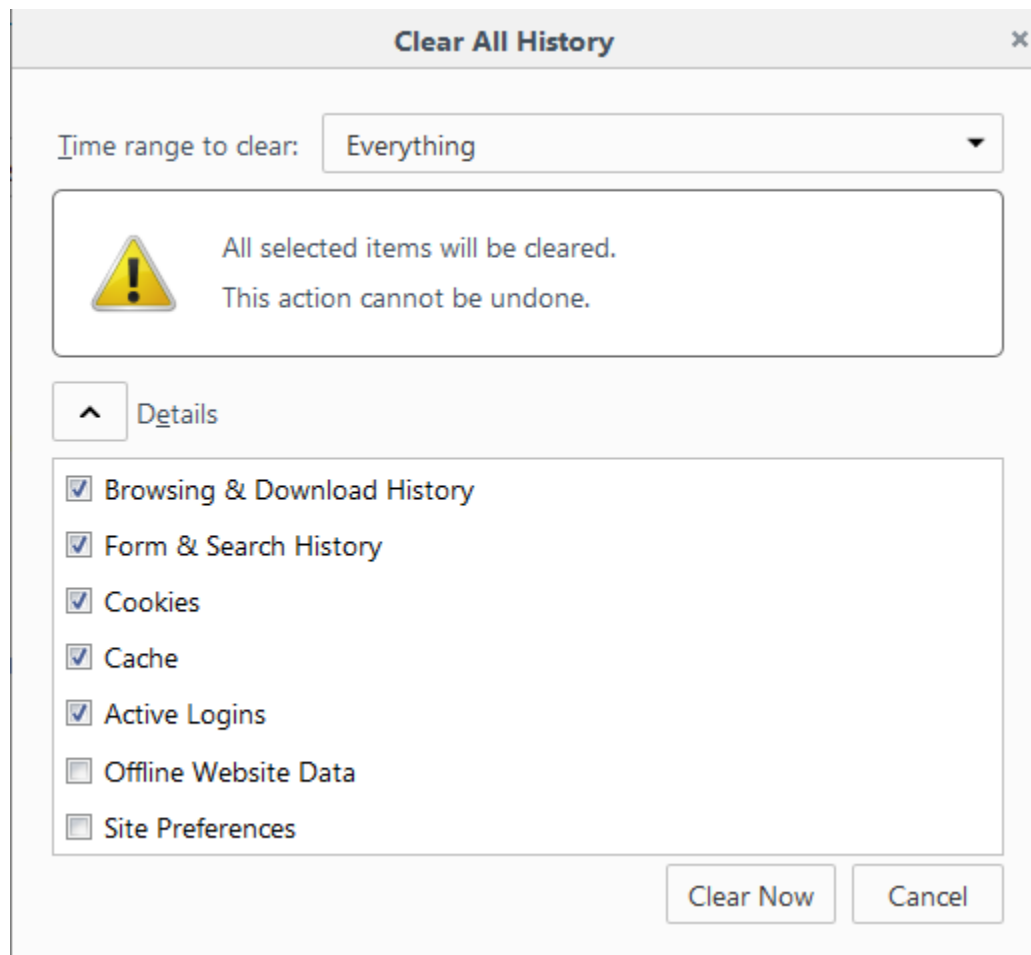 Clear All History
Time range to clear: Everything
All selected items will be cleared.
This action cannot be undone.
Details
Browsing & Download History
Form & Search History
Cookies
Cache
Active Logins
Offline Website Data
Site Preferences
Clear Now Cancel